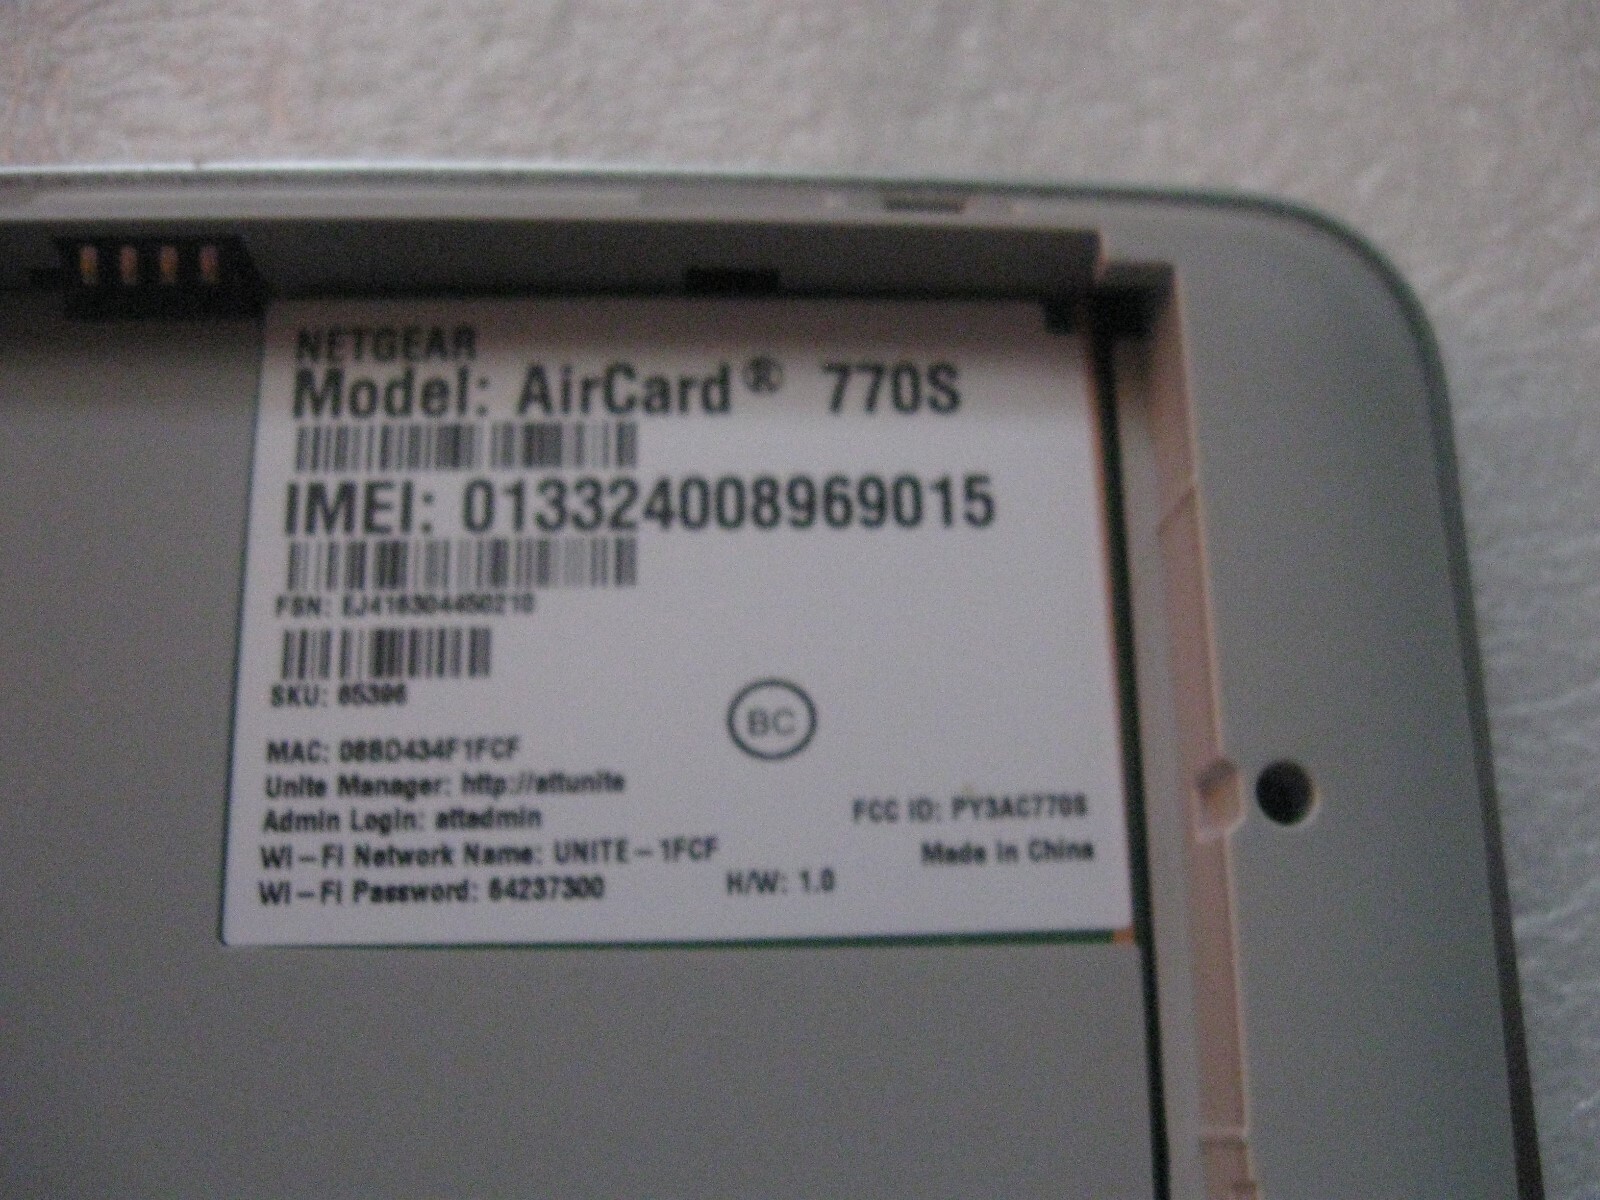 NETGEAR
Model: AirCard® 770S
IMEI: 013324008969015
FSN: EJ416304450210
SKU: 65396
BC
MAC: 08BD434F1FCF
Unite Manager: http://attunite
Admin Login: attadmin
FCC ID: PY3AC770S
Wi-Fi Network Name: UNITE-1FCF
Made in China
Wi-Fi Password: 64237300
H/W: 1.0